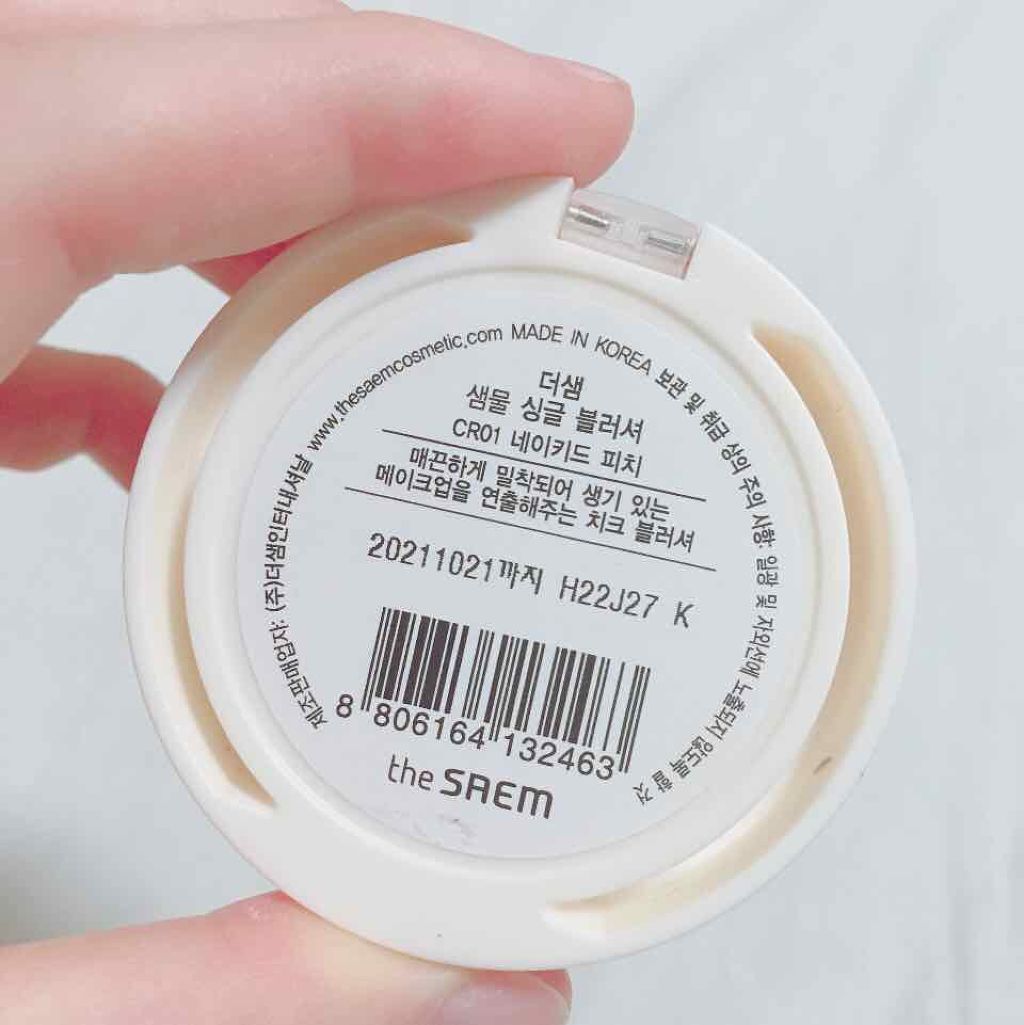 제조판매업자: (주)더샘인터내셔날 www.thesaemcosmetic.com MADE IN KOREA 보관 및 취급 상의 주의 사항: 일광 및 자외선에 노출되지 않도록 할 것
더샘
샘물 싱글 블러셔
CR01 네이키드 피치
매끈하게 밀착되어 생기 있는
메이크업을 연출해주는 치크 블러셔
20211021까지 H22J27 K
8 806164 132463
the SAEM